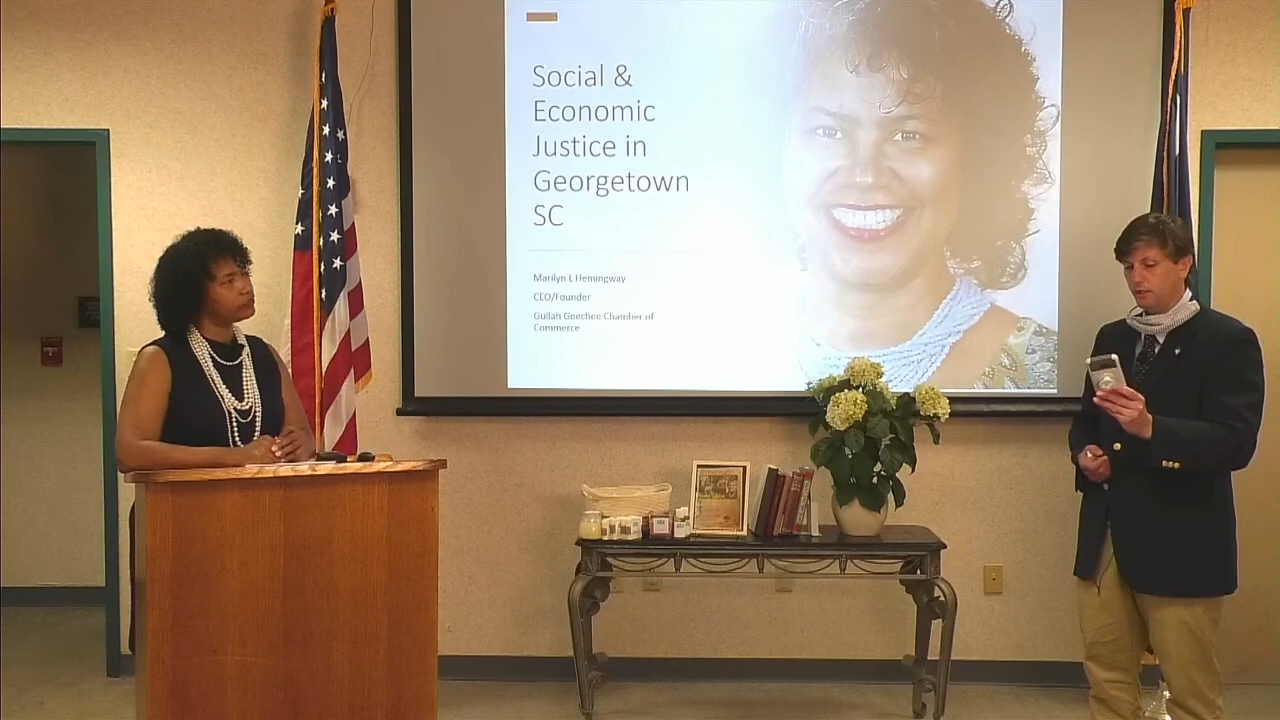 Social &
Economic
Justice in
Georgetown
SC
Marilyn L Hemingway
CEO/Founder
Gullah Geechee Chamber of
Commerce